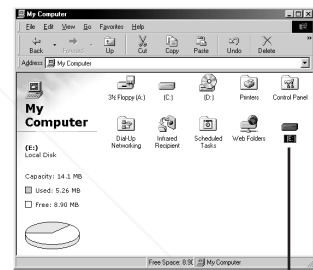 My Computer
File Edit View Go Favorites Help
Back Forward Up Cut Copy Paste Undo Delete
Address My Computer
My
Computer
(E:)
Local Disk
Capacity: 14.1 MB
Used: 5.26 MB
Free: 8.90 MB
3½ Floppy (A:) (C:) (D:) Printers Control Panel
Dial-Up
Networking
Infrared
Recipient
Scheduled
Tasks
Web Folders
(E:)
Free Space: 8.9( My Computer